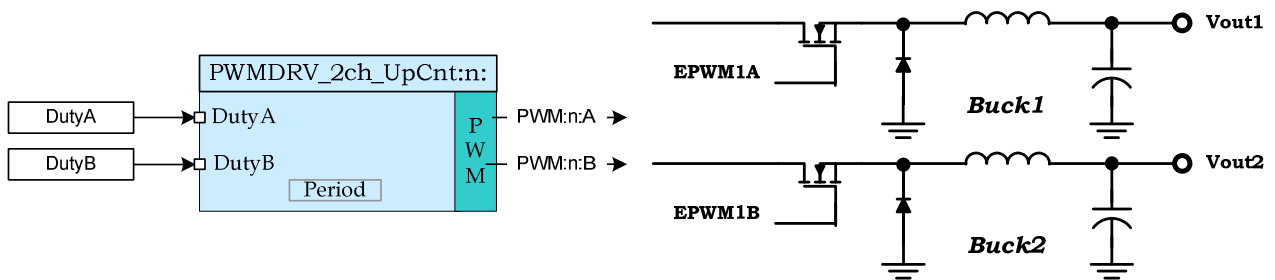 PWMDRV_2ch_UpCnt:n:
DutyA
DutyA
DutyB
DutyB
Period
P
W
M
PWM:n:A
PWM:n:B
EPWM1A
Buck1
Vout1
EPWM1B
Buck2
Vout2